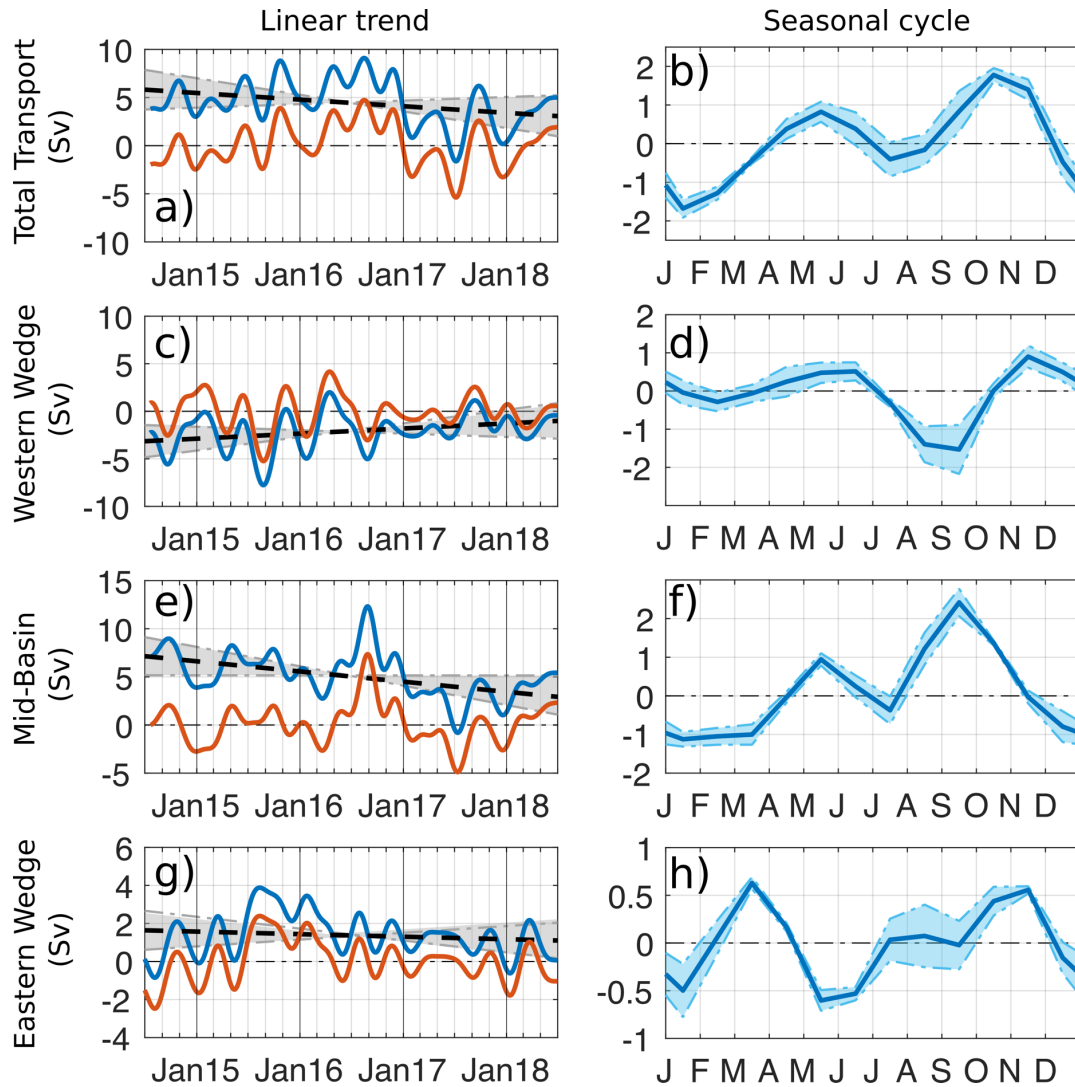 Linear trend
Seasonal cycle
Total Transport
(Sv)
10
5
0
-5
-10
a)
Jan15 Jan16 Jan17 Jan18
2
1
0
-1
-2
b)
J F M A M J J A S O N D
Western Wedge
(Sv)
10
5
0
-5
-10
c)
Jan15 Jan16 Jan17 Jan18
2
1
0
-1
-2
d)
J F M A M J J A S O N D
Mid-Basin
(Sv)
15
10
5
0
-5
e)
Jan15 Jan16 Jan17 Jan18
2
1
0
-1
-2
f)
J F M A M J J A S O N D
Eastern Wedge
(Sv)
6
4
2
0
-2
-4
g)
Jan15 Jan16 Jan17 Jan18
1
0.5
0
-0.5
-1
h)
J F M A M J J A S O N D